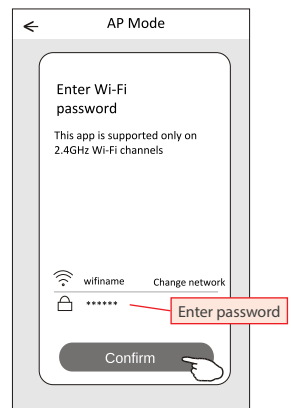 AP Mode
Enter Wi-Fi
password
This app is supported only on
2.4GHz Wi-Fi channels
wifiname Change network
******
Enter password
Confirm